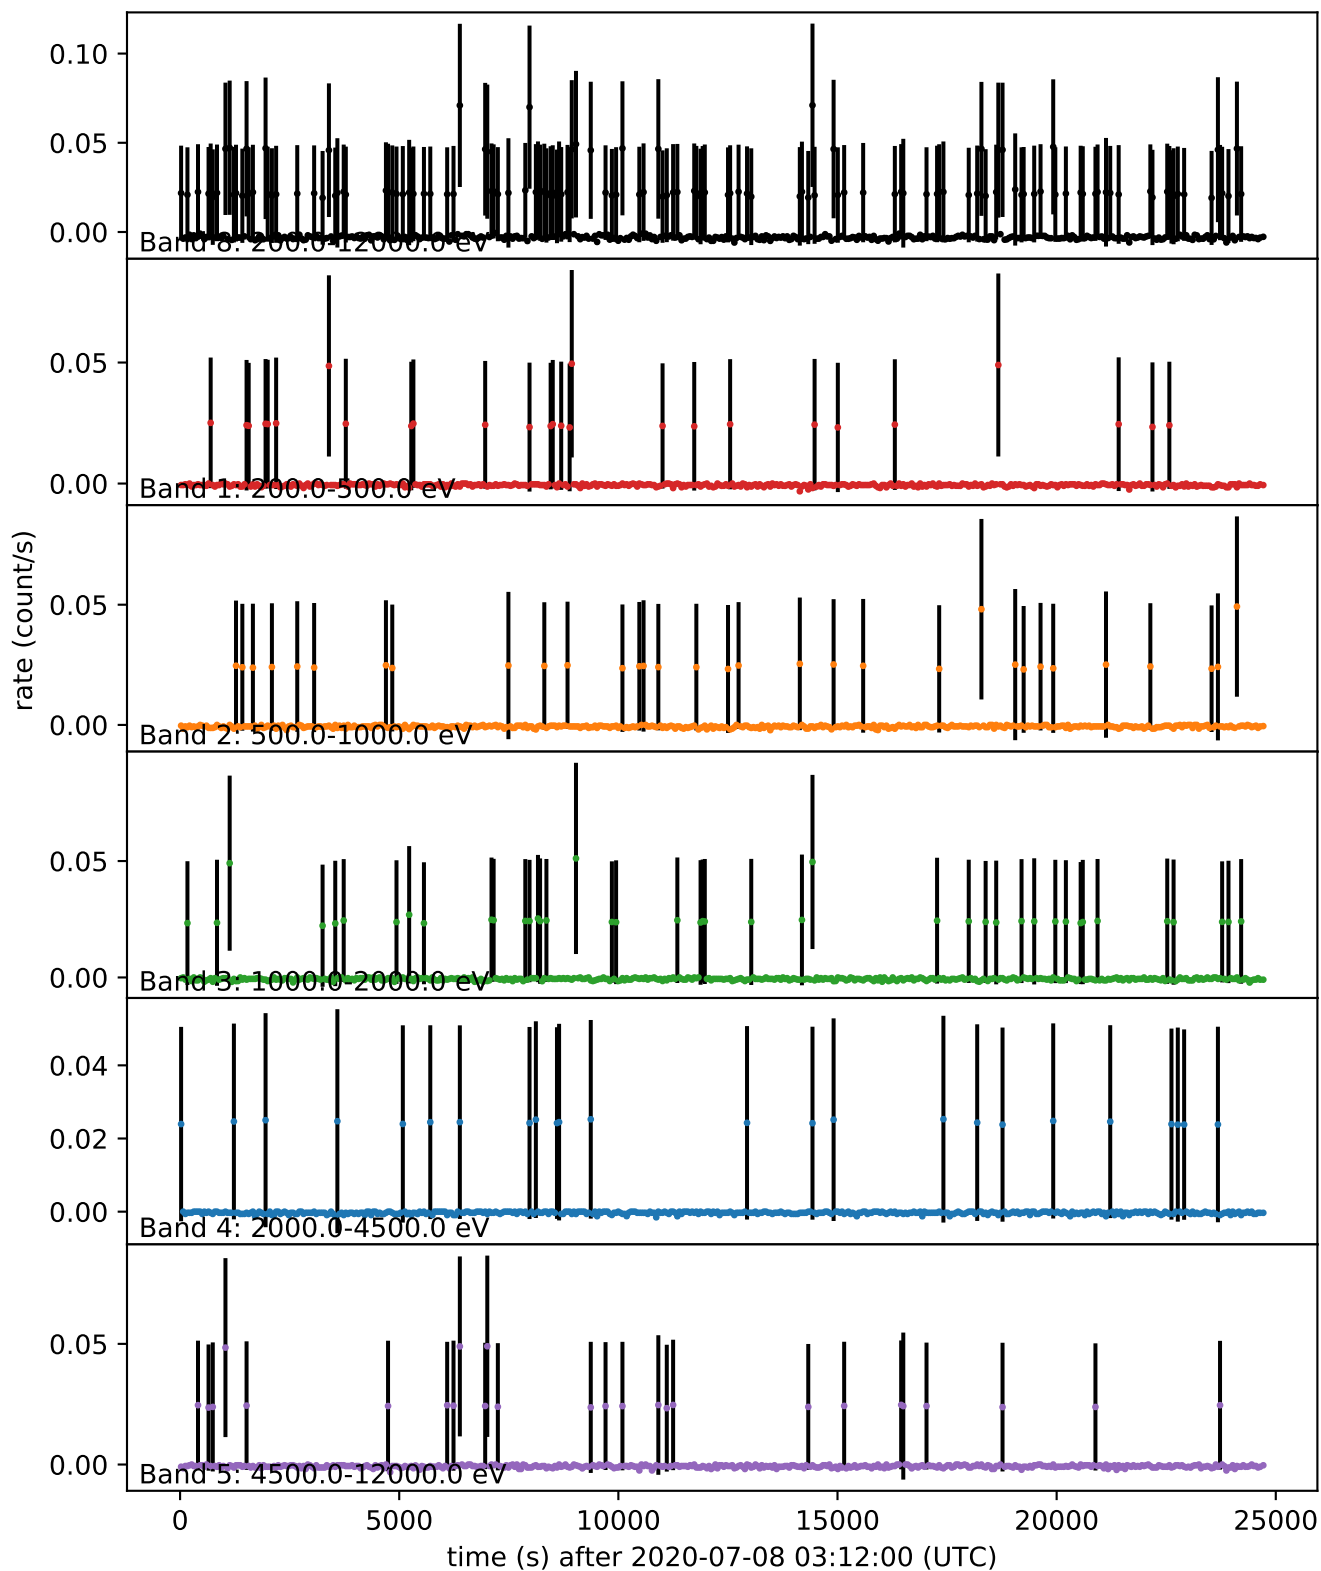 0.10
0.05
0.00
Band 8: 200.0-12000.0 eV
0.05
0.00
Band 1: 200.0-500.0 eV
rate (count/s)
0.05
0.00
Band 2: 500.0-1000.0 eV
0.05
0.00
Band 3: 1000.0-2000.0 eV
0.04
0.02
0.00
Band 4: 2000.0-4500.0 eV
0.05
0.00
Band 5: 4500.0-12000.0 eV
0 5000 10000 15000 20000 25000
time (s) after 2020-07-08 03:12:00 (UTC)